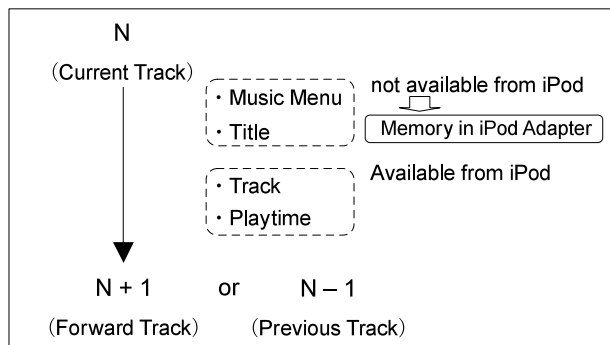 N
（Current Track）
・Music Menu
・Title
not available from iPod
Memory in iPod Adapter
・Track
・Playtime
Available from iPod
N + 1 or N – 1
（Forward Track） （Previous Track）